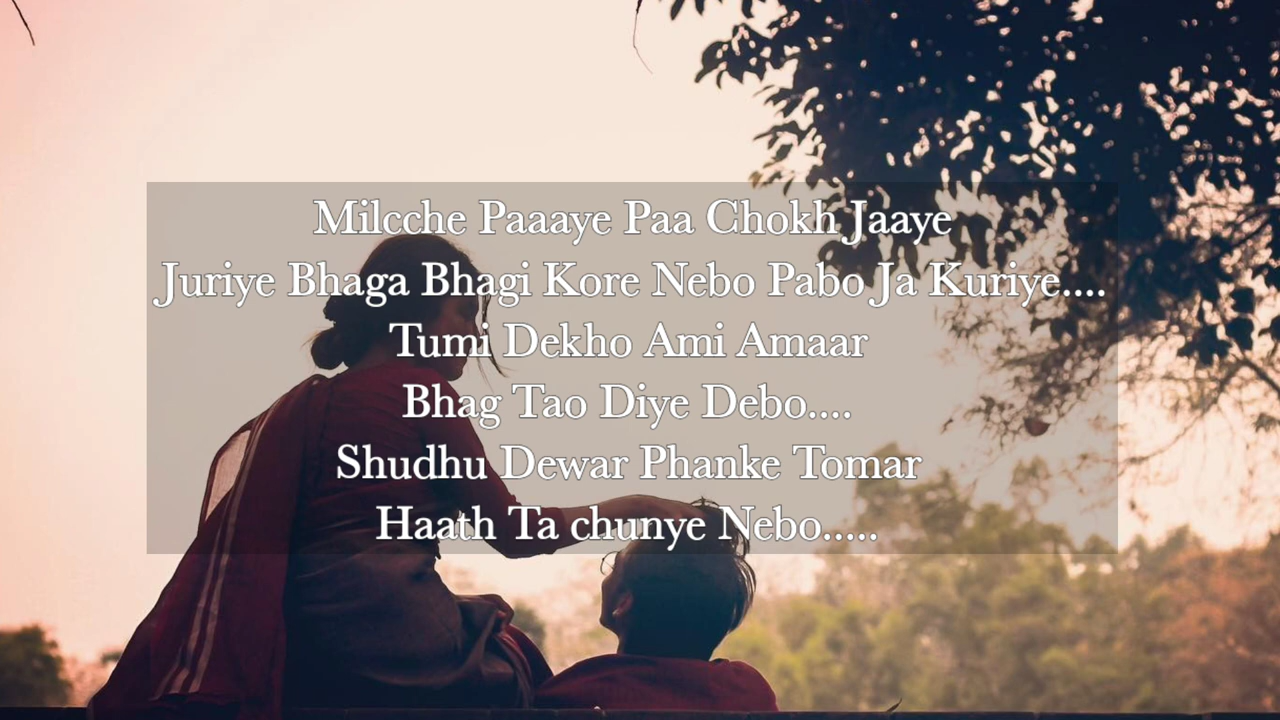 Milcche Paaaye Paa Chokh Jaaye
Juriye Bhaga Bhagi Kore Nebo Pabo Ja Kuriye....
Tumi Dekho Ami Amaar
Bhag Tao Diye Debo....
Shudhu Dewar Phanke Tomar
Haath Ta chunye Nebo.....